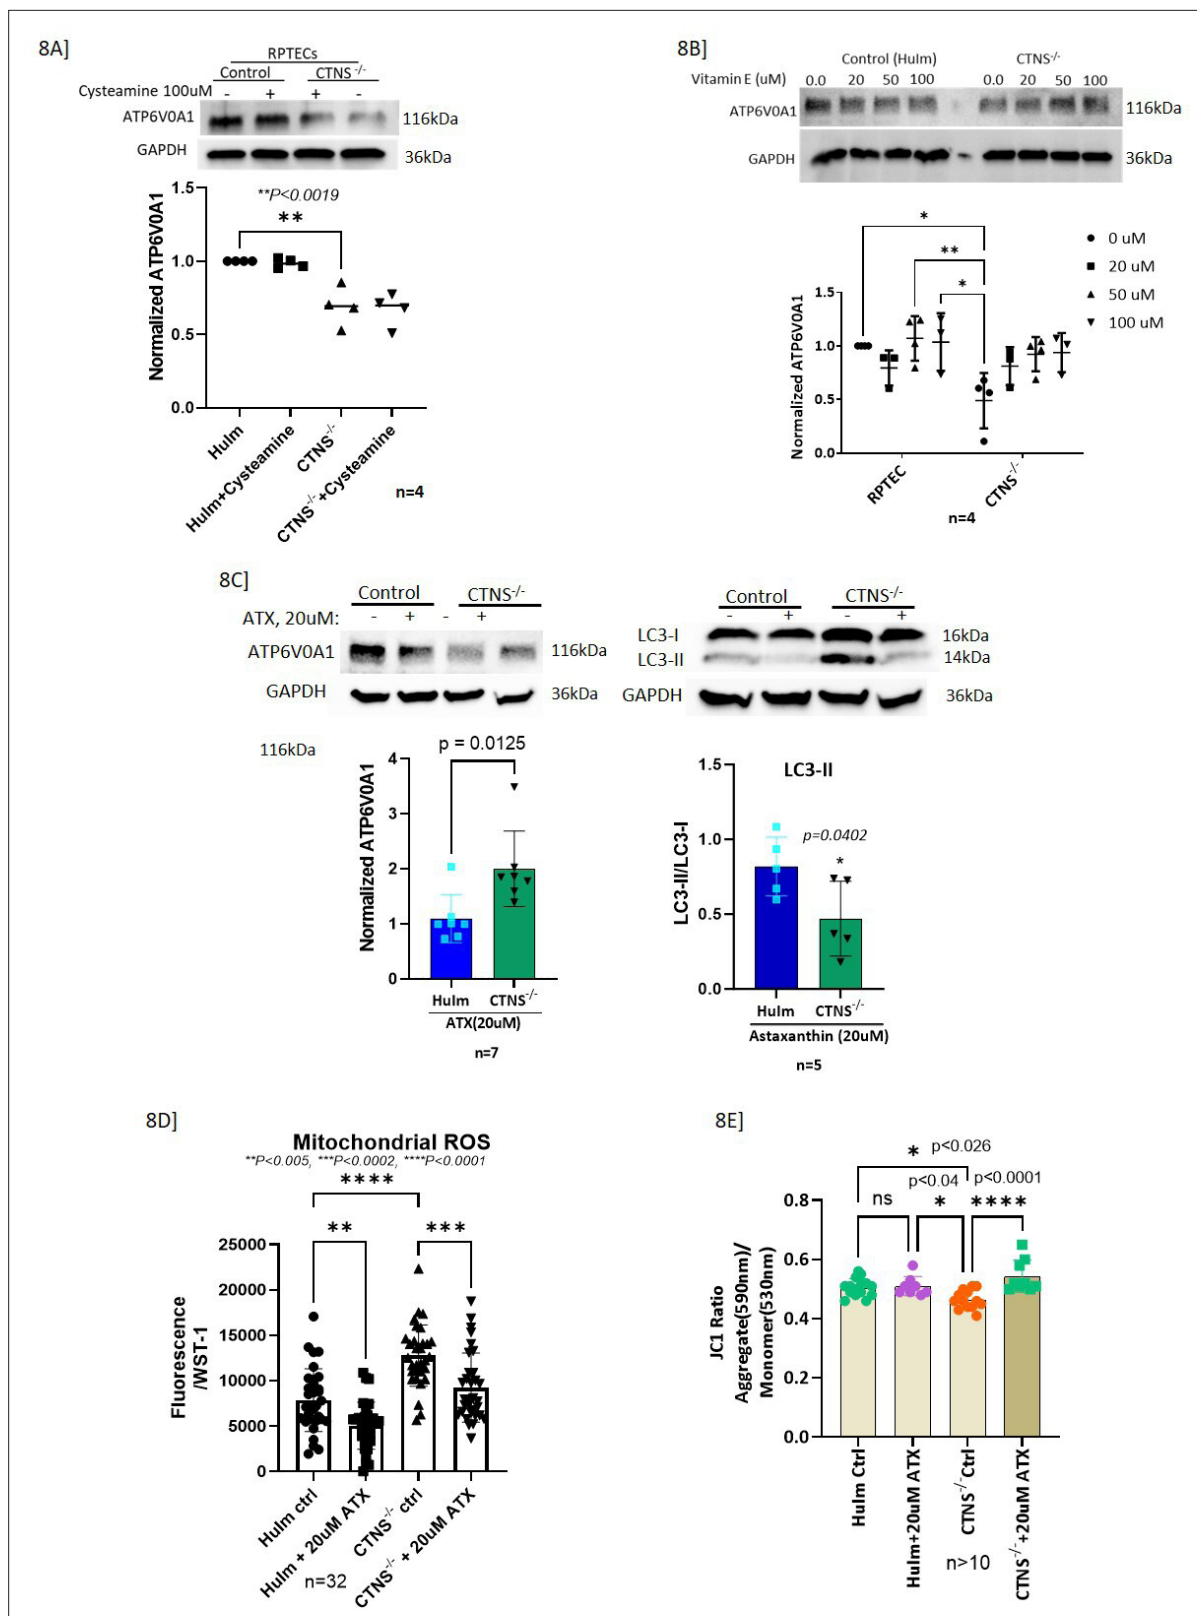 8A]
RPTECs
Control CTNS-/-
Cysteamine 100uM - + + -
ATP6V0A1 116kDa
GAPDH 36kDa
**P<0.0019
**
Normalized ATP6V0A1
1.5
1.0
0.5
0.0
HuIm
HuIm+Cysteamine
CTNS-/-
CTNS-/-+Cysteamine
n=4
8B]
Control (HuIm) CTNS-/-
Vitamin E (uM) 0.0 20 50 100 0.0 20 50 100
ATP6V0A1 116kDa
GAPDH 36kDa
*
**
*
0 uM
20 uM
50 uM
100 uM
Normalized ATP6V0A1
1.5
1.0
0.5
0.0
RPTEC
CTNS-/-
n=4
8C]
Control CTNS-/-
ATX, 20uM: - + - +
ATP6V0A1 116kDa
GAPDH 36kDa
116kDa
p = 0.0125
Normalized ATP6V0A1
4
3
2
1
0
HuIm CTNS-/-
ATX(20uM)
n=7
Control CTNS-/-
- + - +
LC3-I 16kDa
LC3-II 14kDa
GAPDH 36kDa
LC3-II
p=0.0402
*
LC3-II/LC3-I
1.5
1.0
0.5
0.0
HuIm CTNS-/-
Astaxanthin (20uM)
n=5
8D]
Mitochondrial ROS
**P<0.005, ***P<0.0002, ****P<0.0001
****
** ***
Fluorescence
/WST-1
25000
20000
15000
10000
5000
0
HuIm ctrl
HuIm + 20uM ATX
CTNS-/- ctrl
CTNS-/- + 20uM ATX
n=32
8E]
* p<0.026
p<0.04 p<0.0001
ns * ****
JC1 Ratio
Aggregate(590nm)/
Monomer(530nm)
0.8
0.6
0.4
0.2
0.0
HuIm Ctrl
HuIm+20uM ATX
CTNS-/- Ctrl
CTNS-/-+20uM ATX
n>10